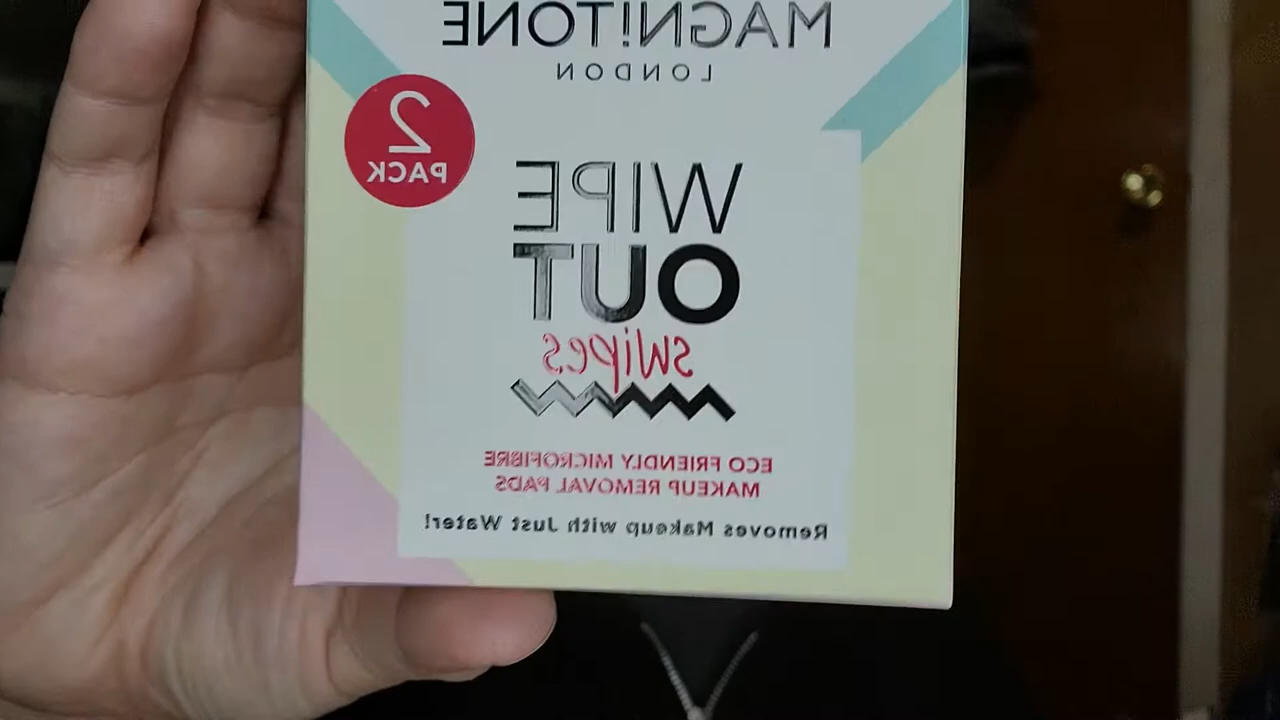 MAGN!TONE
LONDON
2
PACK
WIPE
OUT
swipes
ECO FRIENDLY MICROFIBRE
MAKEUP REMOVAL PADS
Removes Makeup with Just Water!